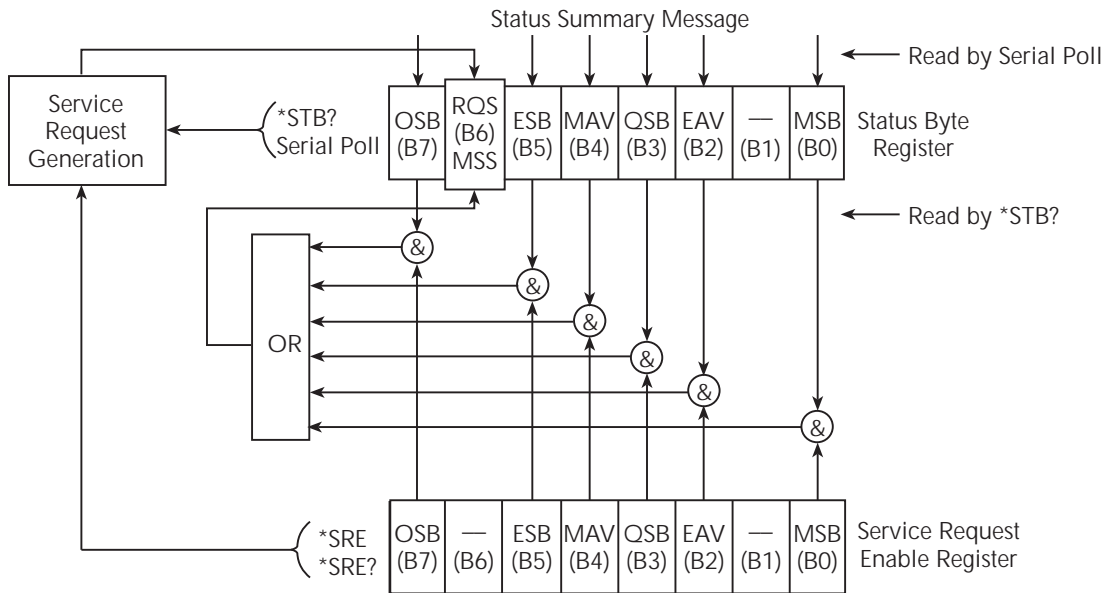 Status Summary Message
Read by Serial Poll
Service
Request
Generation
*STB?
Serial Poll
OSB
(B7)
RQS
(B6)
MSS
ESB
(B5)
MAV
(B4)
QSB
(B3)
EAV
(B2)
—
(B1)
MSB
(B0)
Status Byte
Register
Read by *STB?
&
&
&
&
&
&
OR
*SRE
*SRE?
OSB
(B7)
—
(B6)
ESB
(B5)
MAV
(B4)
QSB
(B3)
EAV
(B2)
—
(B1)
MSB
(B0)
Service Request
Enable Register